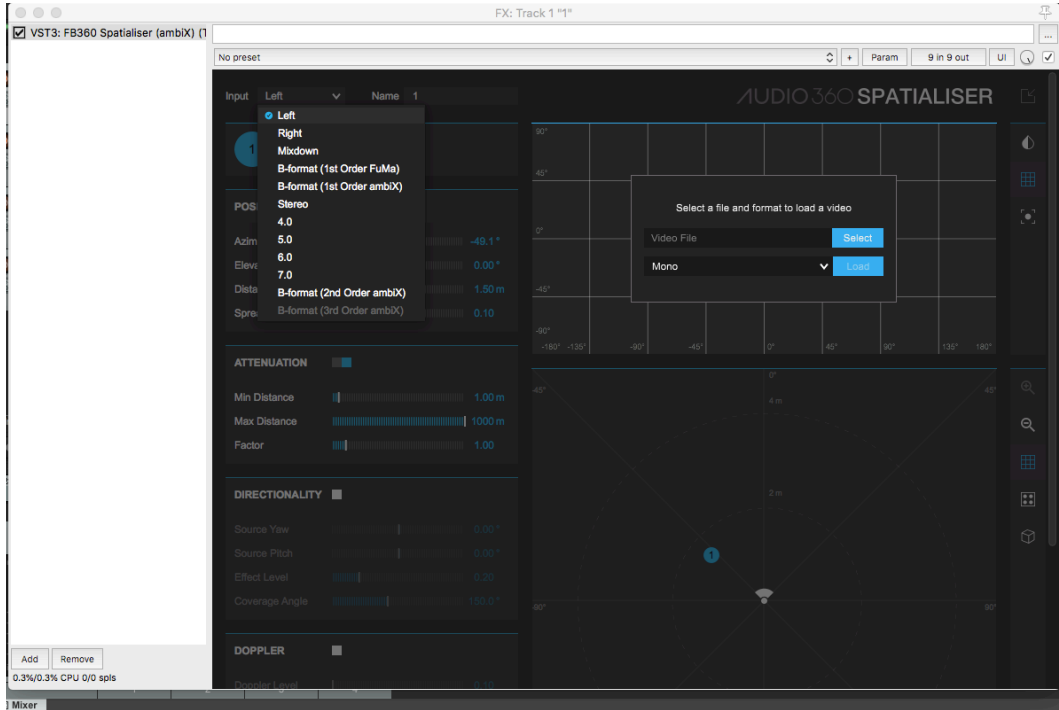 FX: Track 1 "1"
VST3: FB360 Spatialiser (ambiX) (1
...
No preset
+
Param
9 in 9 out
UI
Input Left Name 1
AUDIO 360 SPATIALISER
Left
Right
Mixdown
B-format (1st Order FuMa)
B-format (1st Order ambiX)
Stereo
4.0
5.0
6.0
7.0
B-format (2nd Order ambiX)
B-format (3rd Order ambiX)
1
POS
Azim -49.1°
Eleva 0.00°
Dista 1.50 m
Sprea 0.10
ATTENUATION
Min Distance 1.00 m
Max Distance 1000 m
Factor 1.00
DIRECTIONALITY
Source Yaw 0.00°
Source Pitch 0.00°
Effect Level 0.20
Coverage Angle 150.0°
DOPPLER
Doppler Level 0.10
90°
45°
0°
-45°
-90°
-180° -135° -90° -45° 0° 45° 90° 135° 180°
Select a file and format to load a video
Video File Select
Mono Load
0°
-45° 45°
4 m
2 m
1
-90° 90°
Add Remove
0.3%/0.3% CPU 0/0 spls
Mixer